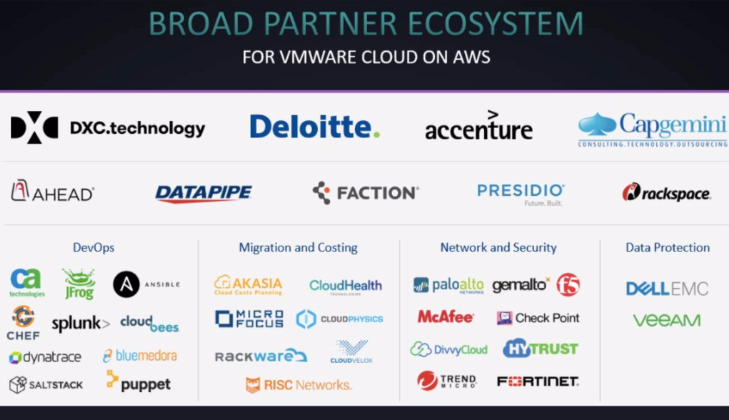 BROAD PARTNER ECOSYSTEM
FOR VMWARE CLOUD ON AWS
DXC.technology Deloitte. accenture Capgemini
CONSULTING.TECHNOLOGY.OUTSOURCING
AHEAD DATAPIPE FACTION PRESIDIO rackspace
Future. Built.
DevOps Migration and Costing Network and Security Data Protection
ca technologies JFrog ANSIBLE
CHEF splunk> cloudbees
dynatrace bluemedora
SALTSTACK puppet
AKASIA CloudHealth
Cloud Costs Planning TECHNOLOGIES
MICRO FOCUS CLOUDPHYSICS
RACKWARE CLOUDVELOX
RISC Networks.
paloalto NETWORKS gemalto f5
McAfee Check Point
DivvyCloud HYTRUST
TREND MICRO FORTINET
DELL EMC
VEEAM